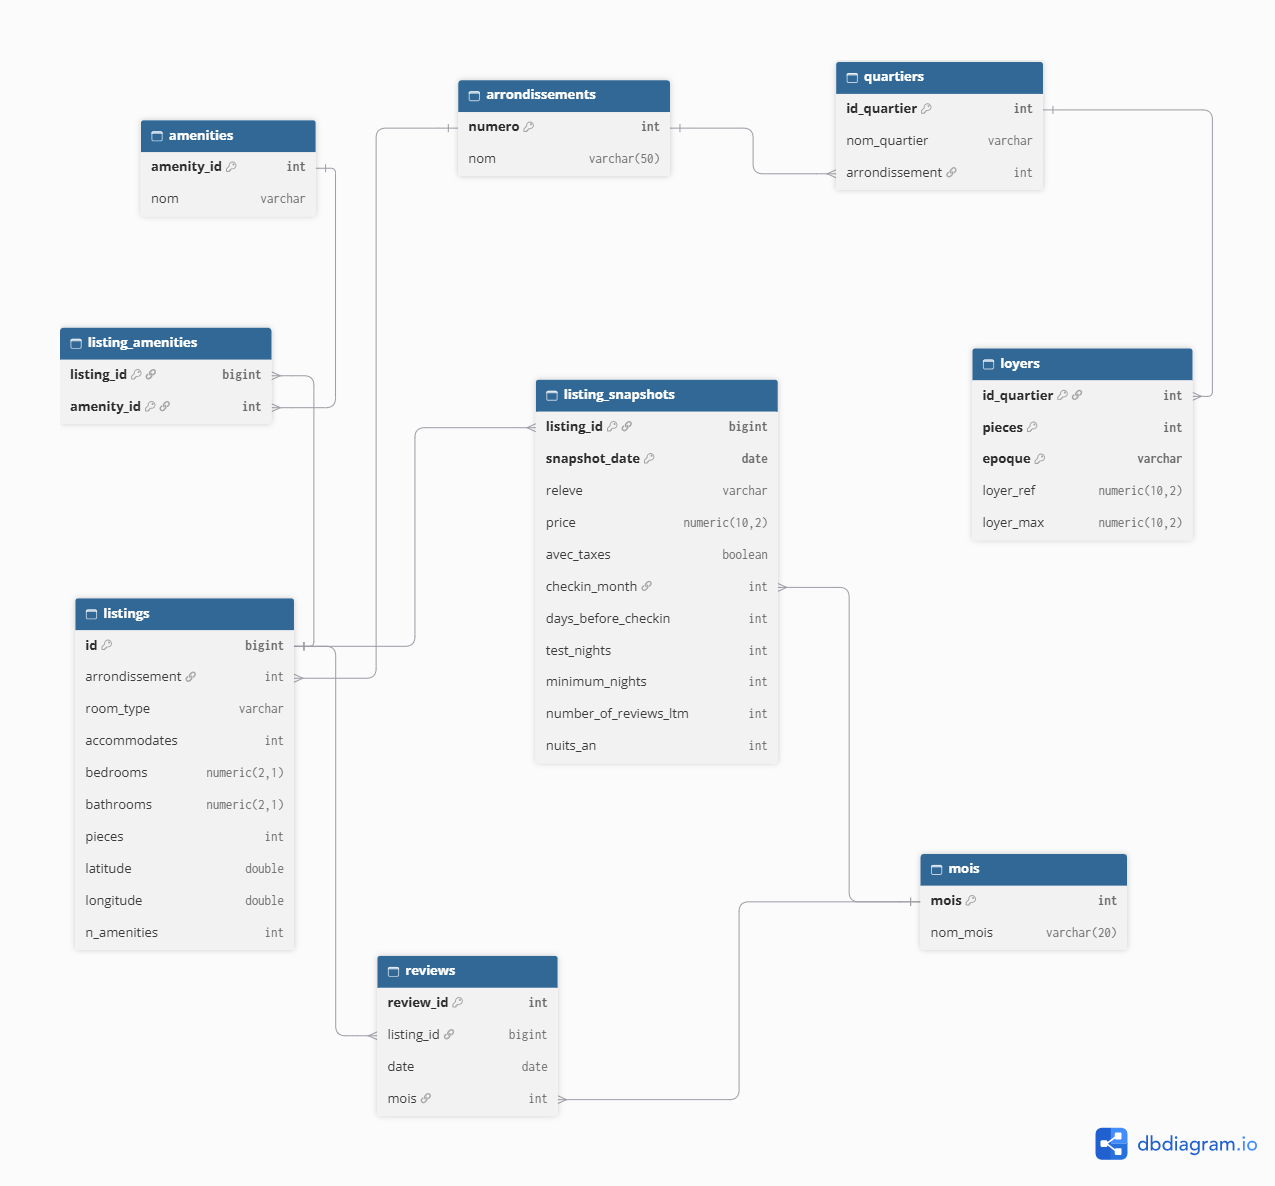 amenities
amenity_id int
nom varchar
arrondissements
numero int
nom varchar(50)
quartiers
id_quartier int
nom_quartier varchar
arrondissement int
listing_amenities
listing_id bigint
amenity_id int
listing_snapshots
listing_id bigint
snapshot_date date
releve varchar
price numeric(10,2)
avec_taxes boolean
checkin_month int
days_before_checkin int
test_nights int
minimum_nights int
number_of_reviews_ltm int
nuits_an int
loyers
id_quartier int
pieces int
epoque varchar
loyer_ref numeric(10,2)
loyer_max numeric(10,2)
listings
id bigint
arrondissement int
room_type varchar
accommodates int
bedrooms numeric(2,1)
bathrooms numeric(2,1)
pieces int
latitude double
longitude double
n_amenities int
mois
mois int
nom_mois varchar(20)
reviews
review_id int
listing_id bigint
date date
mois int
dbdiagram.io